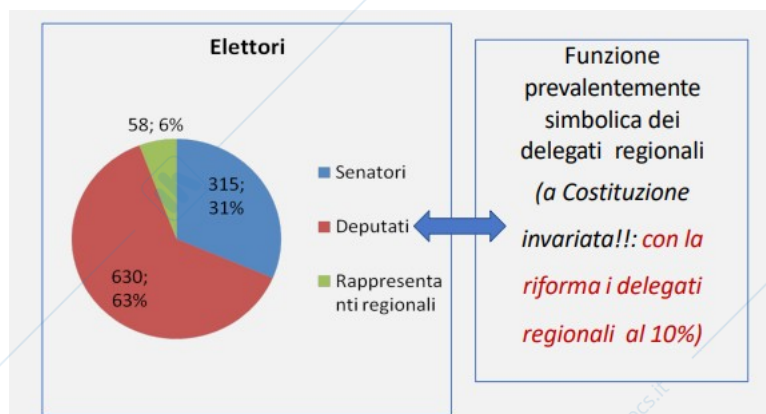 Elettori
58; 6%
315;
31%
630;
63%
Senatori
Deputati
Rappresenta
nti regionali
Funzione
prevalentemente
simbolica dei
delegati regionali
(a Costituzione
invariata!!: con la
riforma i delegati
regionali al 10%)